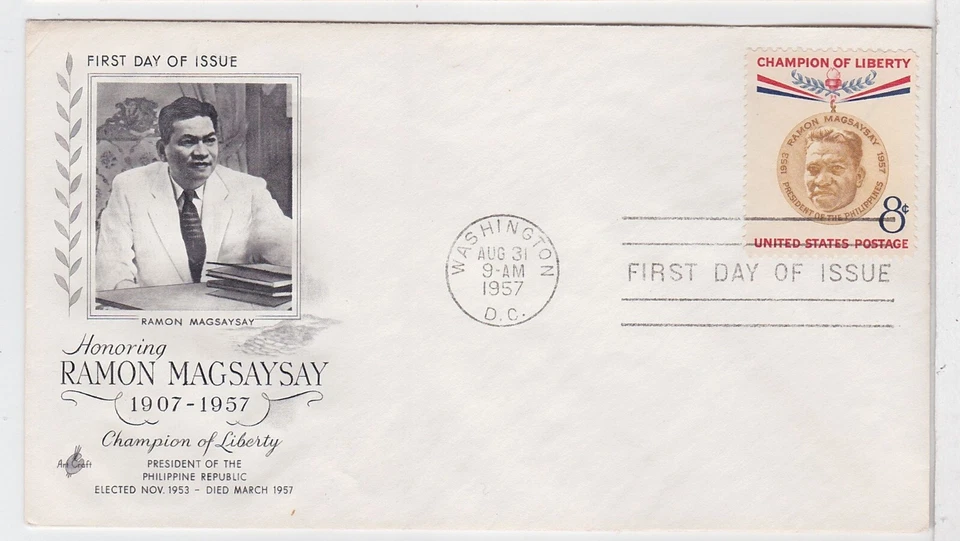 FIRST DAY OF ISSUE
RAMON MAGSAYSAY
Honoring
RAMON MAGSAYSAY
1907-1957
Champion of Liberty
Art Craft
PRESIDENT OF THE
PHILIPPINE REPUBLIC
ELECTED NOV. 1953 - DIED MARCH 1957
WASHINGTON
AUG 31
9-AM
1957
D.C.
CHAMPION OF LIBERTY
RAMON MAGSAYSAY
1953 1957
PRESIDENT OF THE PHILIPPINES
8¢
UNITED STATES POSTAGE
FIRST DAY OF ISSUE